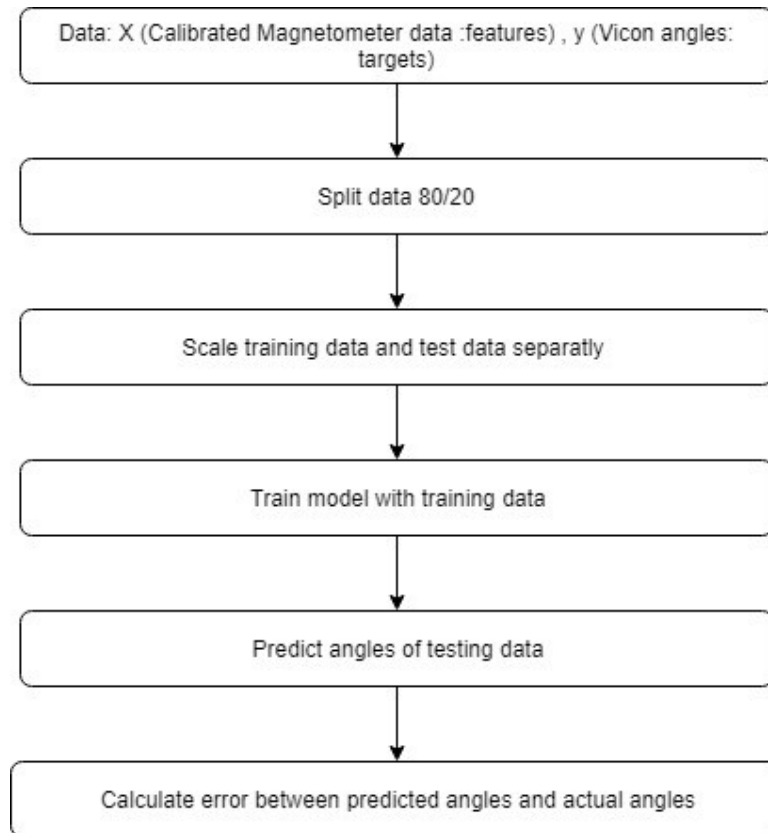 Data: X (Calibrated Magnetometer data :features) , y (Vicon angles:
targets)
Split data 80/20
Scale training data and test data separatly
Train model with training data
Predict angles of testing data
Calculate error between predicted angles and actual angles